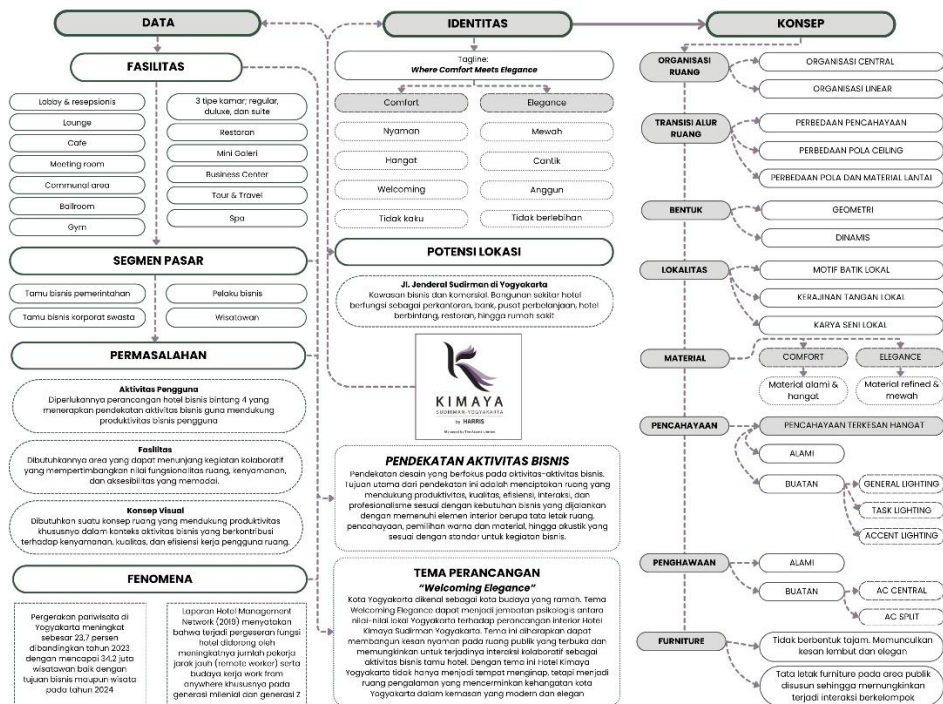 DATA
FASILITAS
Lobby & resepsionis
Lounge
Cafe
Meeting room
Communal area
Ballroom
Gym
3 tipe kamar; regular,
duluxe, dan suite
Restoran
Mini Galeri
Business Center
Tour & Travel
Spa
SEGMEN PASAR
Tamu bisnis pemerintahan
Tamu bisnis korporat swasta
Pelaku bisnis
Wisatawan
PERMASALAHAN
Aktivitas Pengguna
Diperlukannya perancangan hotel bisnis bintang 4 yang
menerapkan pendekatan aktivitas bisnis guna mendukung
produktivitas bisnis pengguna
Fasilitas
Dibutuhkannya area yang dapat menunjang kegiatan kolaboratif
yang mempertimbangkan nilai fungsionalitas ruang, kenyamanan,
dan aksesibilitas yang memadai.
Konsep Visual
Dibutuhkan suatu konsep ruang yang mendukung produktivitas
khususnya dalam konteks aktivitas bisnis yang berkontribusi
terhadap kenyamanan, kualitas, dan efisiensi kerja pengguna ruang.
FENOMENA
Pergerakan pariwisata di
Yogyakarta meningkat
sebesar 23,7 persen
dibandingkan tahun 2023
dengan mencapai 34,2 juta
wisatawan baik dengan
tujuan bisnis maupun wisata
pada tahun 2024
Laporan Hotel Management
Network (2019) menyatakan
bahwa terjadi pergeseran fungsi
hotel didorong oleh
meningkatnya jumlah pekerja
jarak jauh (remote worker) serta
budaya kerja work from
anywhere khususnya pada
generasi milenial dan generasi Z
IDENTITAS
Tagline:
Where Comfort Meets Elegance
Comfort
Nyaman
Hangat
Welcoming
Tidak kaku
Elegance
Mewah
Cantik
Anggun
Tidak berlebihan
POTENSI LOKASI
Jl. Jenderal Sudirman di Yogyakarta
Kawasan bisnis dan komersial. Bangunan sekitar hotel
berfungsi sebagai perkantoran, bank, pusat perbelanjaan, hotel
berbintang, restoran, hingga rumah sakit
KIMAYA
SUDIRMAN·YOGYAKARTA
by HARRIS
Managed by The Ascott Limited
PENDEKATAN AKTIVITAS BISNIS
Pendekatan desain yang berfokus pada aktivitas-aktivitas bisnis.
Tujuan utama dari pendekatan ini adalah menciptakan ruang yang
mendukung produktivitas, kualitas, efisiensi, interaksi, dan
profesionalisme sesuai dengan kebutuhan bisnis yang dijalankan
dengan memenuhi elemen interior berupa tata letak ruang,
pencahayaan, pemilihan warna dan material, hingga akustik yang
sesuai dengan standar untuk kegiatan bisnis.
TEMA PERANCANGAN
“Welcoming Elegance”
Kota Yogyakarta dikenal sebagai kota budaya yang ramah. Tema
Welcoming Elegance dapat menjadi jembatan psikologis antara
nilai-nilai lokal Yogyakarta terhadap perancangan interior Hotel
Kimaya Sudirman Yogyakarta. Tema ini diharapkan dapat
membangun kesan nyaman pada ruang publik yang terbuka dan
memungkinkan untuk terjadinya interaksi kolaboratif sebagai
aktivitas bisnis tamu hotel. Dengan tema ini Hotel Kimaya
Yogyakarta tidak hanya menjadi tempat menginap, tetapi menjadi
ruang pengalaman yang mencerminkan kehangatan kota
Yogyakarta dalam kemasan yang modern dan elegan
KONSEP
ORGANISASI
RUANG
ORGANISASI CENTRAL
ORGANISASI LINEAR
TRANSISI ALUR
RUANG
PERBEDAAN PENCAHAYAAN
PERBEDAAN POLA CEILING
PERBEDAAN POLA DAN MATERIAL LANTAI
BENTUK
GEOMETRI
DINAMIS
LOKALITAS
MOTIF BATIK LOKAL
KERAJINAN TANGAN LOKAL
KARYA SENI LOKAL
MATERIAL
COMFORT
Material alami &
hangat
ELEGANCE
Material refined &
mewah
PENCAHAYAAN
PENCAHAYAAN TERKESAN HANGAT
ALAMI
BUATAN
GENERAL LIGHTING
TASK LIGHTING
ACCENT LIGHTING
PENGHAWAAN
ALAMI
BUATAN
AC CENTRAL
AC SPLIT
FURNITURE
Tidak berbentuk tajam. Memunculkan
kesan lembut dan elegan
Tata letak furniture pada area publik
disusun sehingga memungkinkan
terjadi interaksi berkelompok